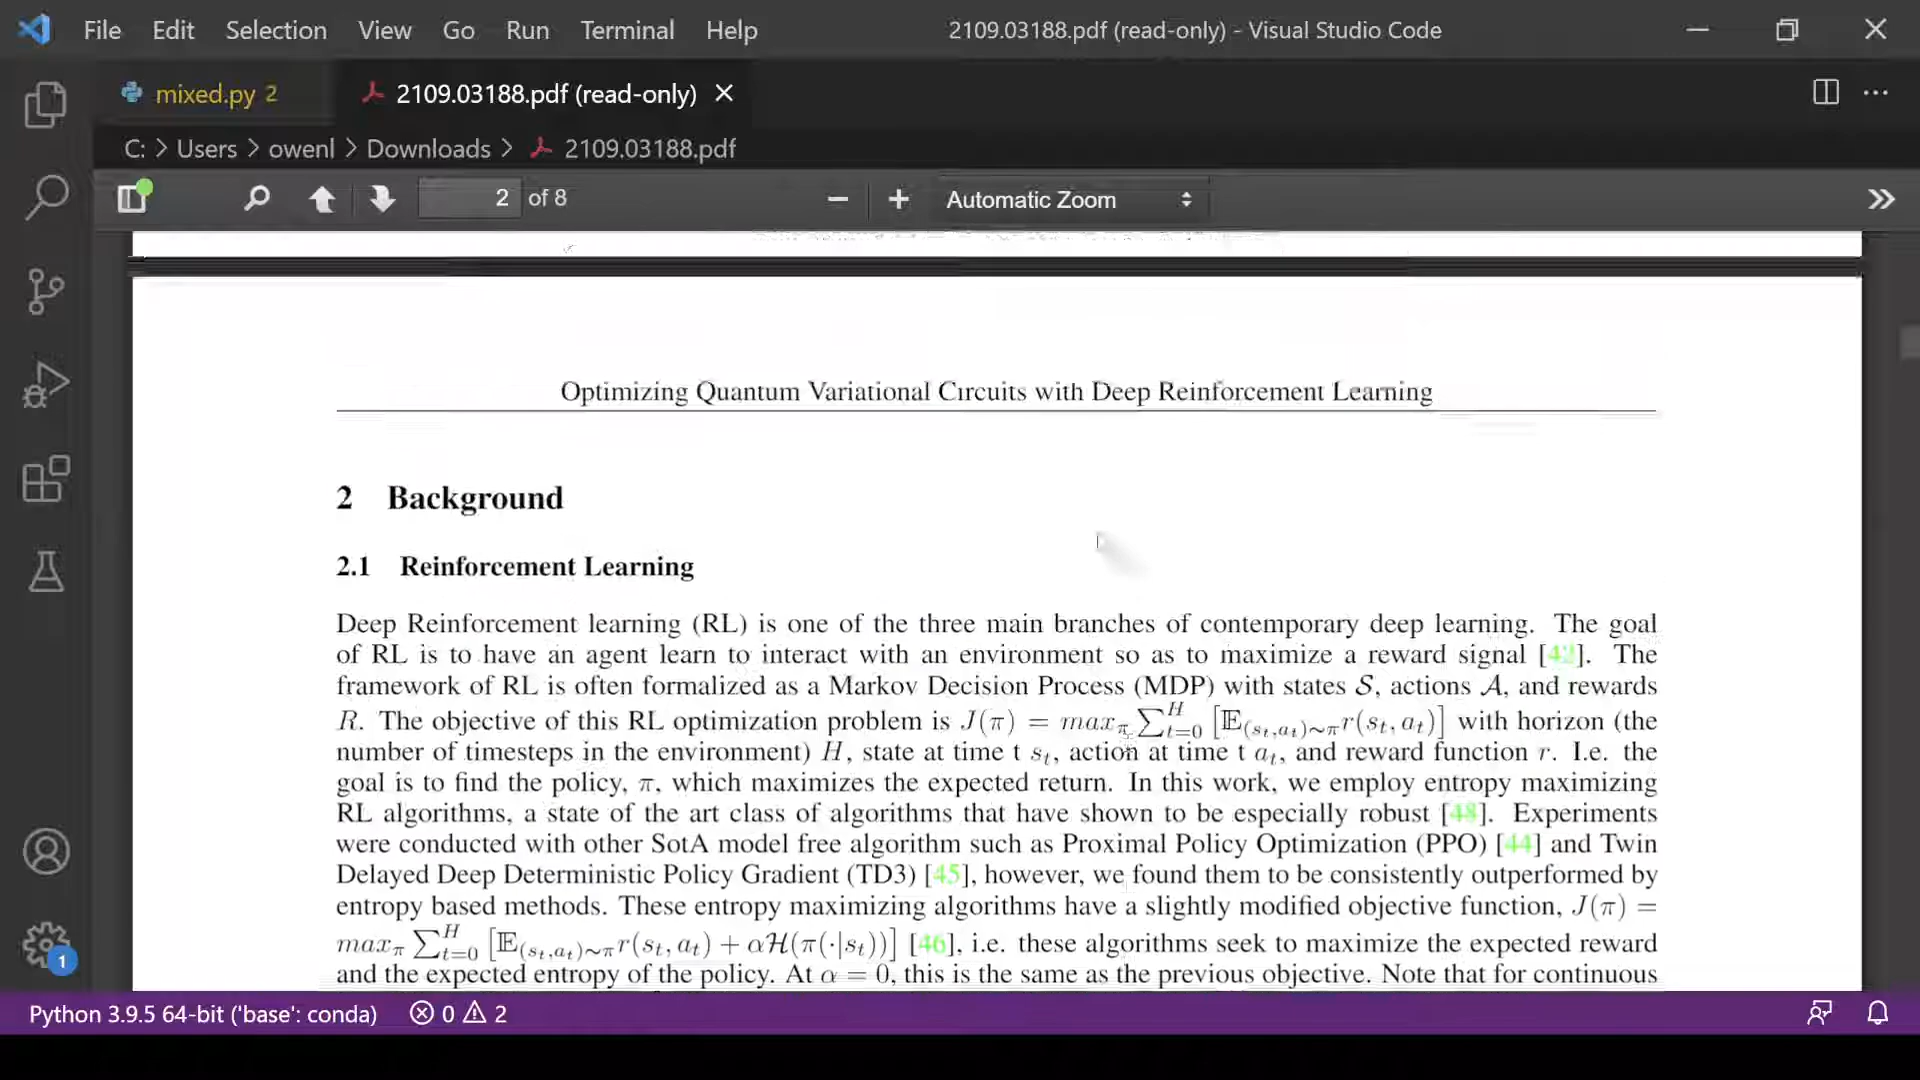 File Edit Selection View Go Run Terminal Help 2109.03188.pdf (read-only) - Visual Studio Code
mixed.py 2 2109.03188.pdf (read-only)
C: > Users > owenl > Downloads > 2109.03188.pdf
2 of 8 Automatic Zoom
Optimizing Quantum Variational Circuits with Deep Reinforcement Learning
2 Background
2.1 Reinforcement Learning
Deep Reinforcement learning (RL) is one of the three main branches of contemporary deep learning. The goal
of RL is to have an agent learn to interact with an environment so as to maximize a reward signal [42]. The
framework of RL is often formalized as a Markov Decision Process (MDP) with states 𝒮, actions 𝒜, and rewards
R. The objective of this RL optimization problem is J(π) = max_π ∑_{t=0}^{H} [𝔼_{(s_t,a_t)∼π} r(s_t, a_t)] with horizon (the
number of timesteps in the environment) H, state at time t s_t, action at time t a_t, and reward function r. I.e. the
goal is to find the policy, π, which maximizes the expected return. In this work, we employ entropy maximizing
RL algorithms, a state of the art class of algorithms that have shown to be especially robust [48]. Experiments
were conducted with other SotA model free algorithm such as Proximal Policy Optimization (PPO) [44] and Twin
Delayed Deep Deterministic Policy Gradient (TD3) [45], however, we found them to be consistently outperformed by
entropy based methods. These entropy maximizing algorithms have a slightly modified objective function, J(π) =
max_π ∑_{t=0}^{H} [𝔼_{(s_t,a_t)∼π} r(s_t, a_t) + αℋ(π(·|s_t))] [46], i.e. these algorithms seek to maximize the expected reward
and the expected entropy of the policy. At α = 0, this is the same as the previous objective. Note that for continuous
1
Python 3.9.5 64-bit ('base': conda) 0 2